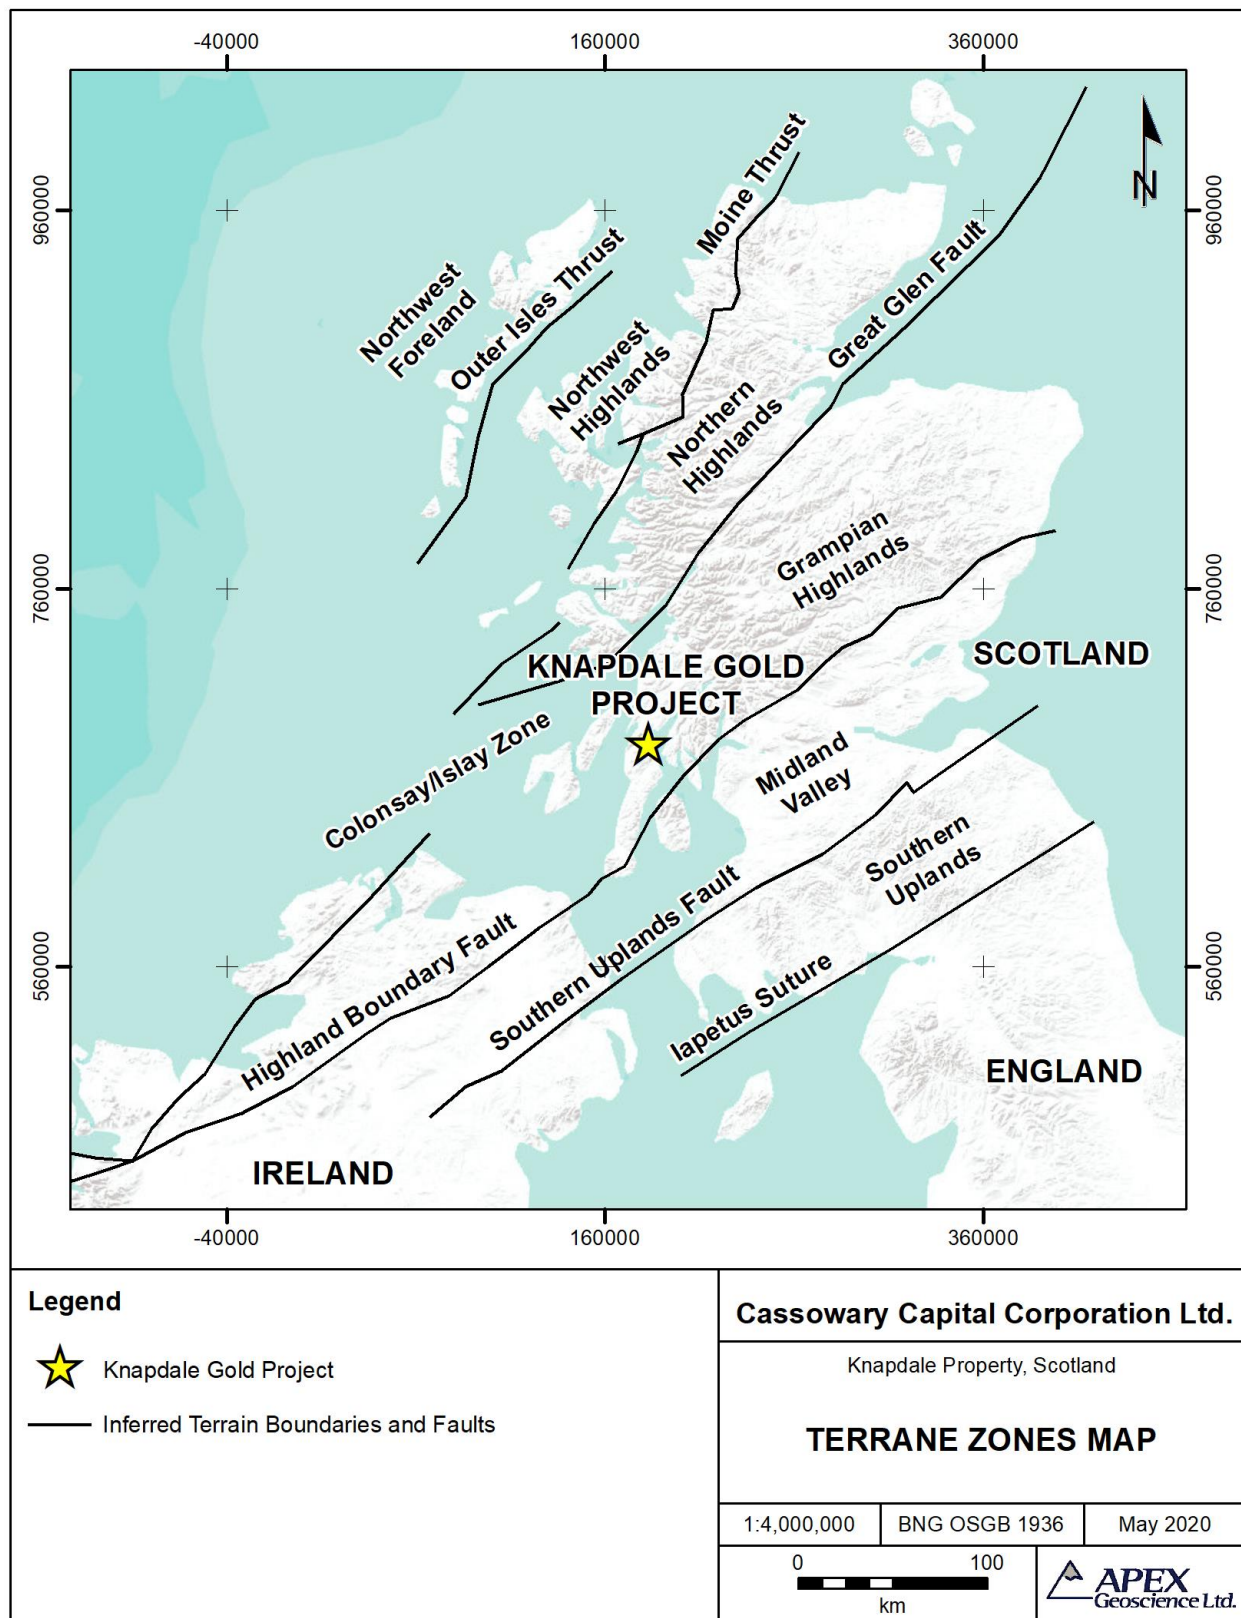 -40000
160000
360000
960000
960000
Moine Thrust
N
Northwest
Foreland
Outer Isles Thrust
Great Glen Fault
Northwest
Highlands
Northern
Highlands
Grampian
Highlands
760000
760000
SCOTLAND
KNAPDALE GOLD
PROJECT
Colonsay/Islay Zone
Midland
Valley
Southern
Uplands
560000
560000
Highland Boundary Fault
Southern Uplands Fault
Iapetus Suture
ENGLAND
IRELAND
-40000
160000
360000
Legend
Knapdale Gold Project
Inferred Terrain Boundaries and Faults
Cassowary Capital Corporation Ltd.
Knapdale Property, Scotland
TERRANE ZONES MAP
1:4,000,000
BNG OSGB 1936
May 2020
0
100
km
APEX
Geoscience Ltd.